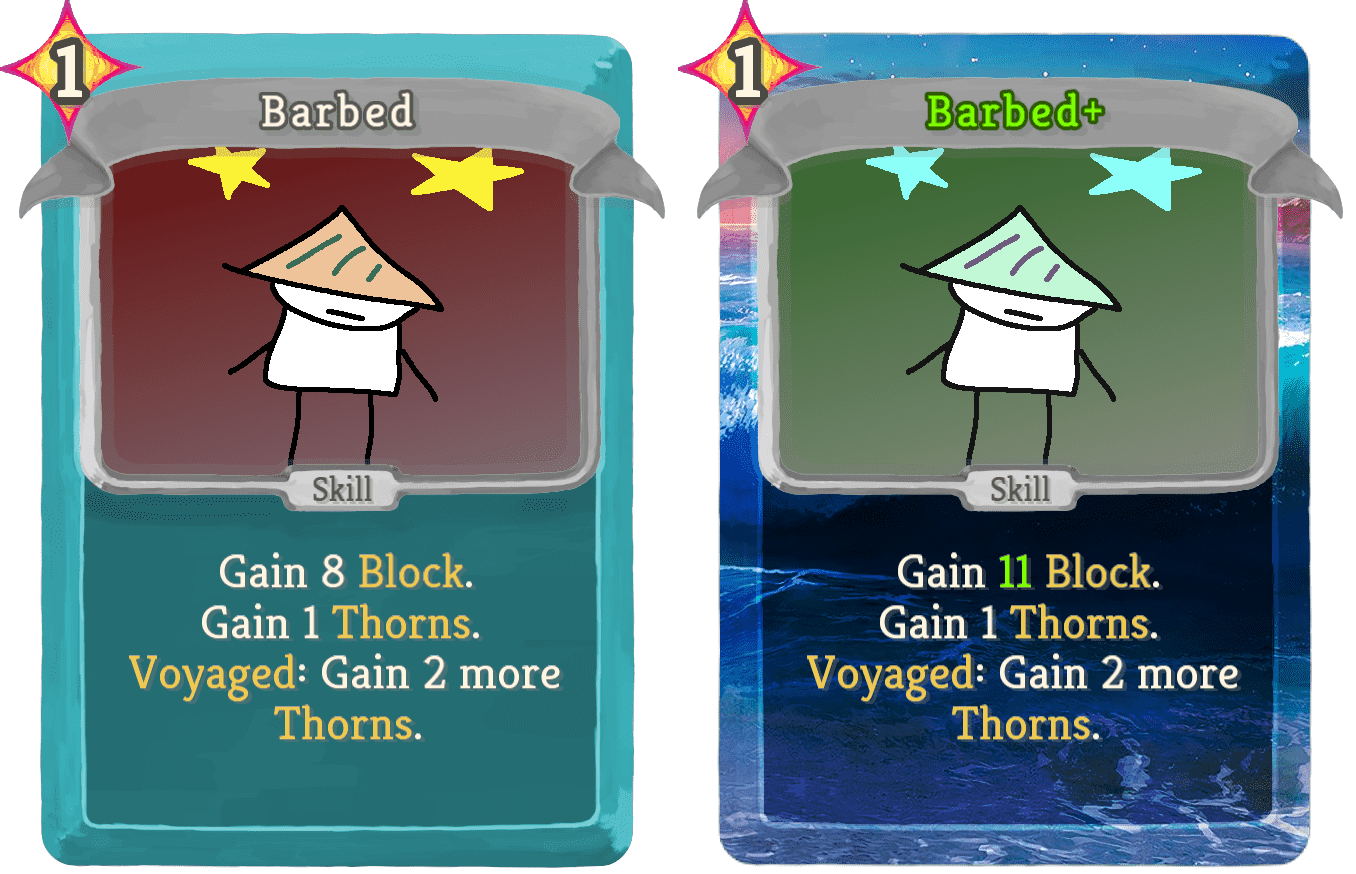 1
Barbed
Skill
Gain 8 Block.
Gain 1 Thorns.
Voyaged: Gain 2 more
Thorns.
1
Barbed+
Skill
Gain 11 Block.
Gain 1 Thorns.
Voyaged: Gain 2 more
Thorns.